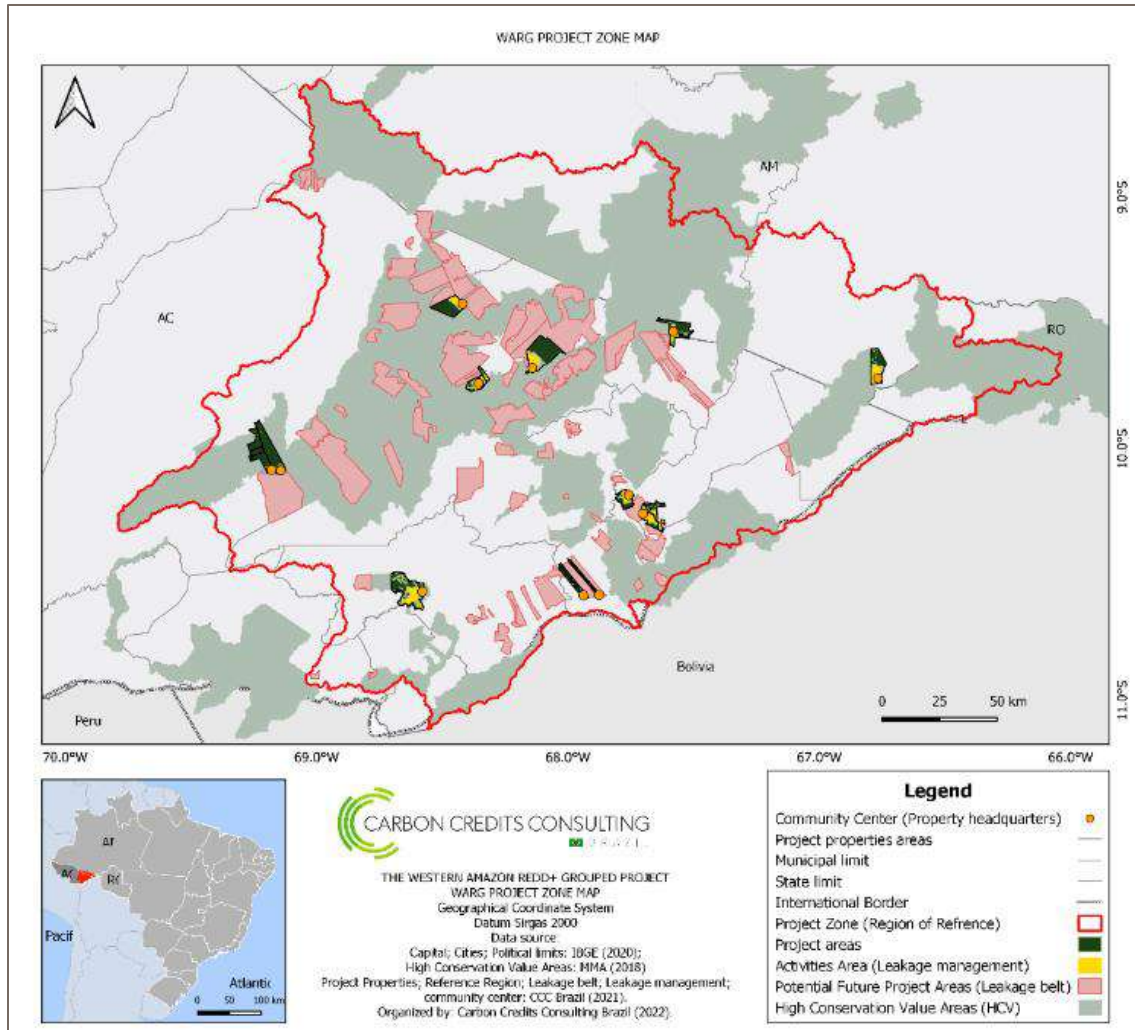 WARG PROJECT ZONE MAP
AM
9.0°S
AC
RO
10.0°S
Bolivia
0 25 50 km
11.0°S
Peru
70.0°W 69.0°W 68.0°W 67.0°W 66.0°W
AC
Pacif
Atlantic
0 50 100 km
CARBON CREDITS CONSULTING
BRAZIL
THE WESTERN AMAZON REDD+ GROUPED PROJECT
WARG PROJECT ZONE MAP
Geographical Coordinate System
Datum Sirgas 2000
Data source
Capital; Cities; Political limits: IBGE (2020);
High Conservation Value Areas: MMA (2018)
Project Properties; Reference Region; Leakage belt; Leakage management;
community center: CCC Brazil (2021).
Organized by: Carbon Credits Consulting Brazil (2022).
Legend
Community Center (Property headquarters)
Project properties areas
Municipal limit
State limit
International Border
Project Zone (Region of Refrence)
Project areas
Activities Area (Leakage management)
Potential Future Project Areas (Leakage belt)
High Conservation Value Areas (HCV)